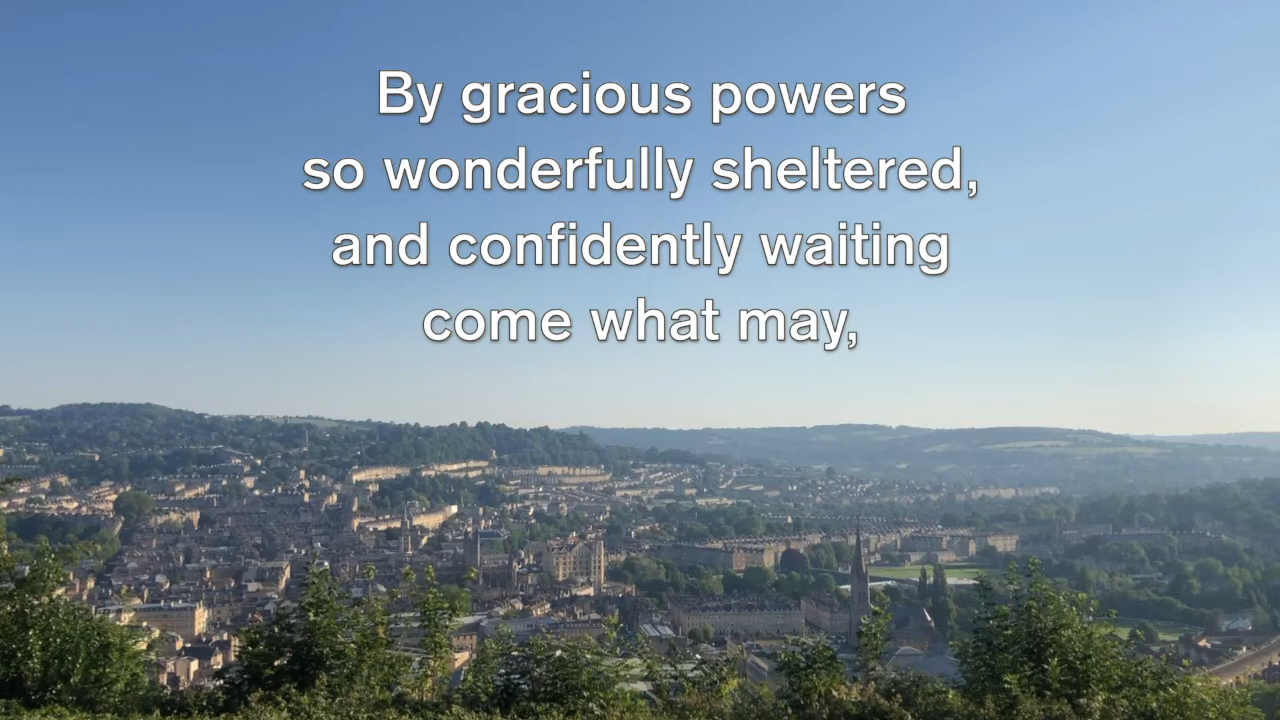 By gracious powers
so wonderfully sheltered,
and confidently waiting
come what may,